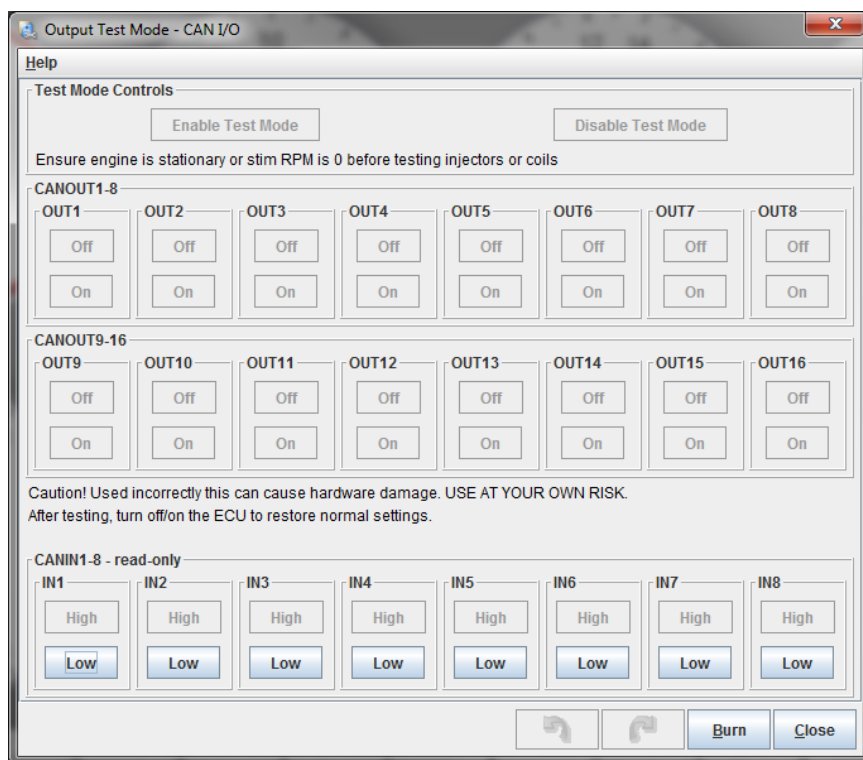 Output Test Mode - CAN I/O
Help
Test Mode Controls
Enable Test Mode Disable Test Mode
Ensure engine is stationary or stim RPM is 0 before testing injectors or coils
CANOUT1-8
OUT1 OUT2 OUT3 OUT4 OUT5 OUT6 OUT7 OUT8
Off Off Off Off Off Off Off Off
On On On On On On On On
CANOUT9-16
OUT9 OUT10 OUT11 OUT12 OUT13 OUT14 OUT15 OUT16
Off Off Off Off Off Off Off Off
On On On On On On On On
Caution! Used incorrectly this can cause hardware damage. USE AT YOUR OWN RISK.
After testing, turn off/on the ECU to restore normal settings.
CANIN1-8 - read-only
IN1 IN2 IN3 IN4 IN5 IN6 IN7 IN8
High High High High High High High High
Low Low Low Low Low Low Low Low
Burn Close